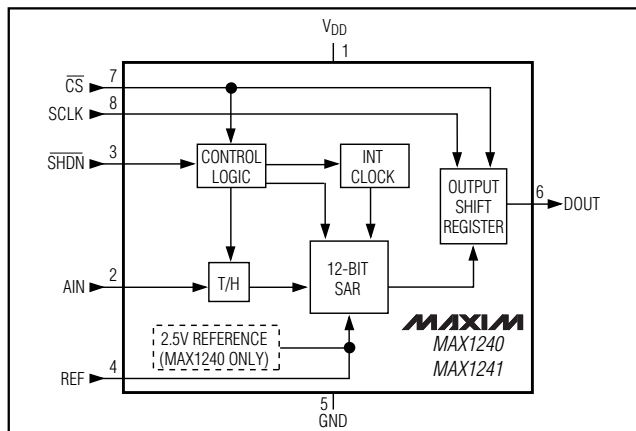 VDD
1
CS
7
SCLK
8
SHDN
3
CONTROL
LOGIC
INT
CLOCK
OUTPUT
SHIFT
REGISTER
6
DOUT
AIN
2
T/H
12-BIT
SAR
2.5V REFERENCE
(MAX1240 ONLY)
MAXIM
MAX1240
MAX1241
REF
4
5
GND